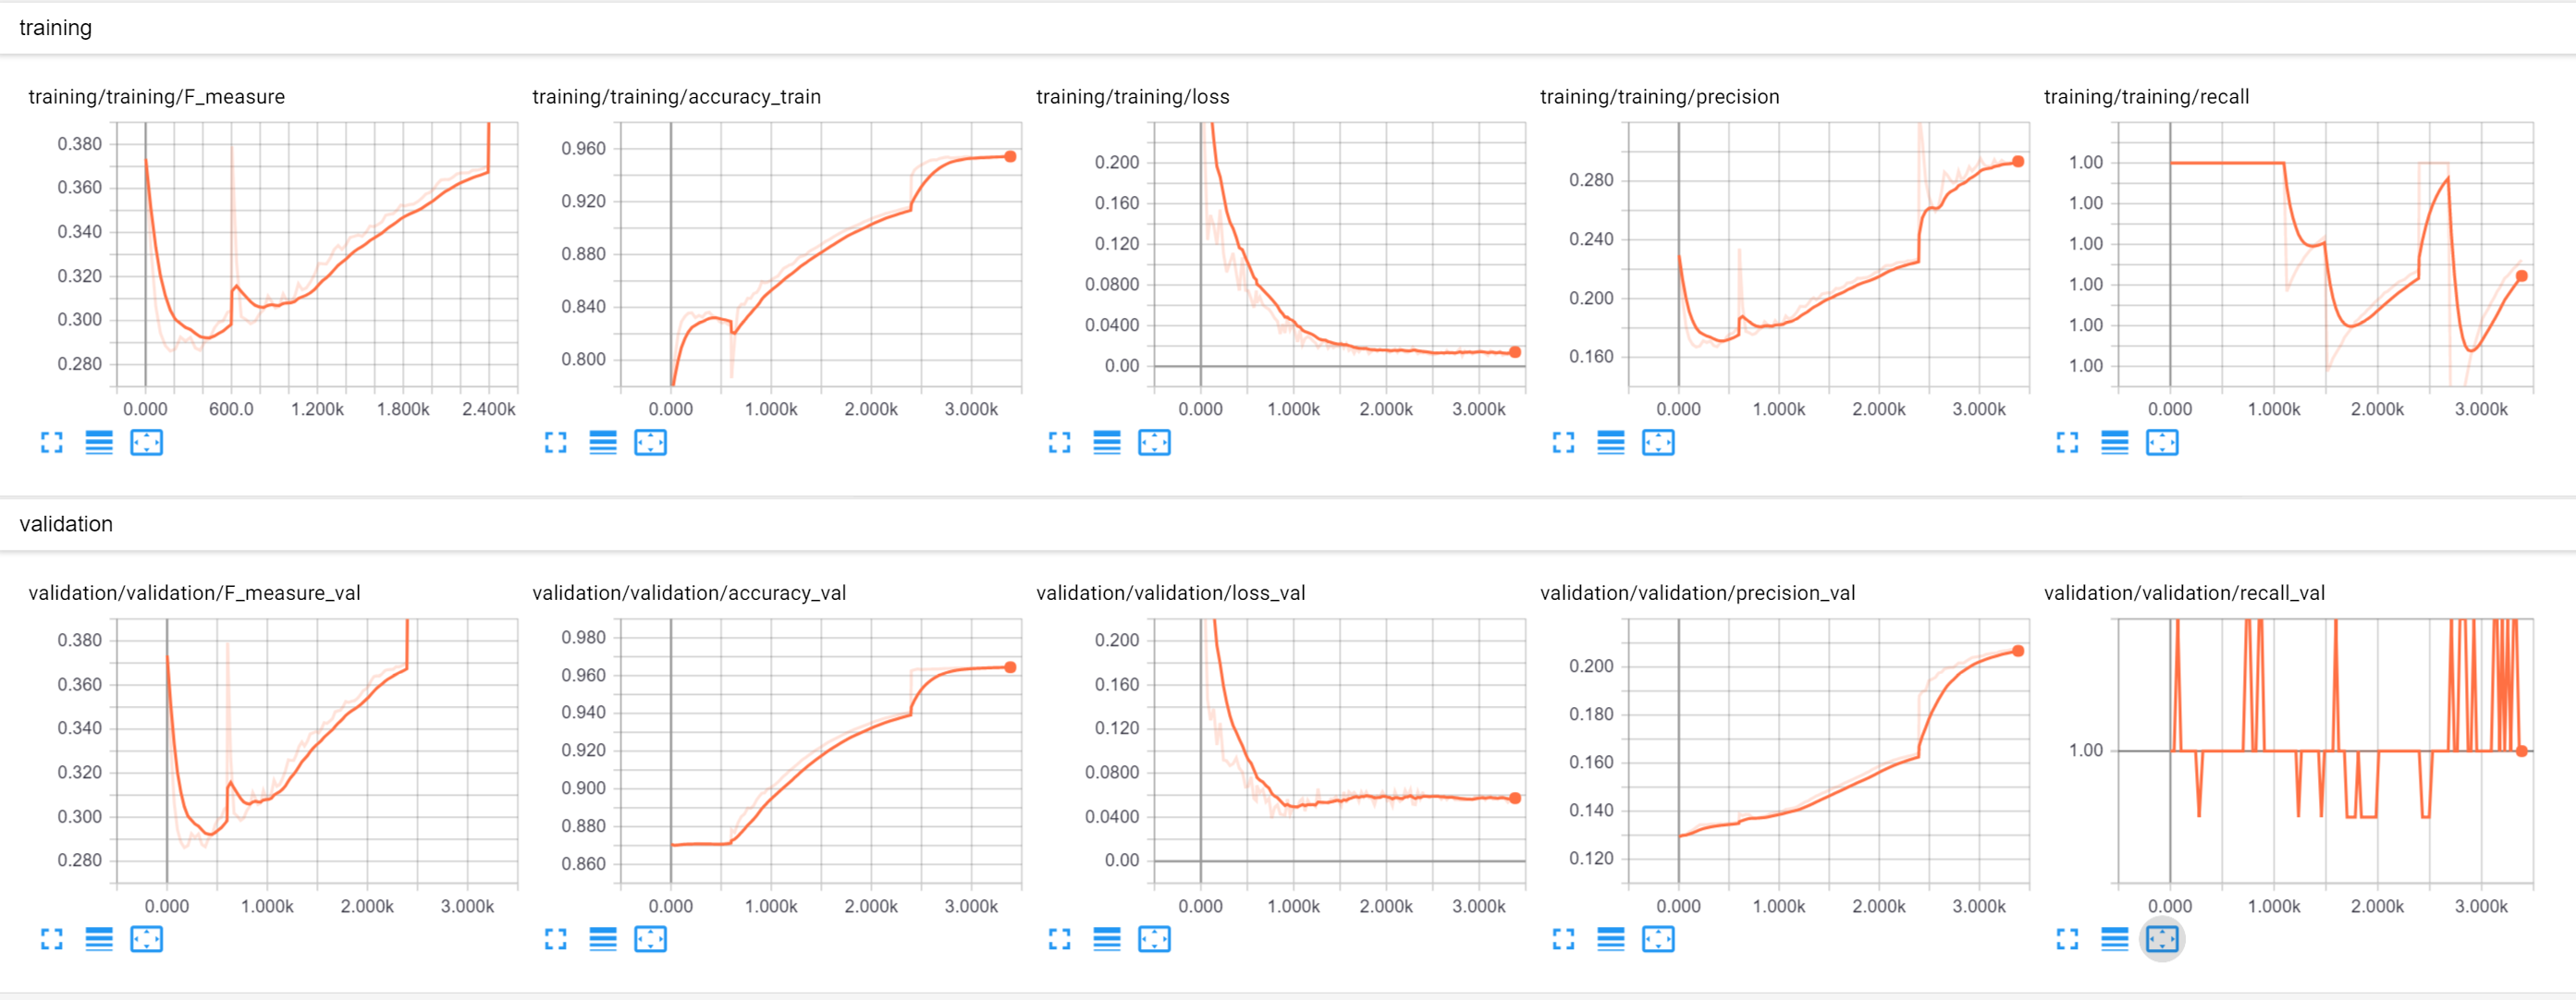 training
training/training/F_measure
training/training/accuracy_train
training/training/loss
training/training/precision
training/training/recall
0.380
0.360
0.340
0.320
0.300
0.280
0.000 600.0 1.200k 1.800k 2.400k
0.960
0.920
0.880
0.840
0.800
0.000 1.000k 2.000k 3.000k
0.200
0.160
0.120
0.0800
0.0400
0.00
0.000 1.000k 2.000k 3.000k
0.280
0.240
0.200
0.160
0.000 1.000k 2.000k 3.000k
1.00
1.00
1.00
1.00
1.00
1.00
0.000 1.000k 2.000k 3.000k
validation
validation/validation/F_measure_val
validation/validation/accuracy_val
validation/validation/loss_val
validation/validation/precision_val
validation/validation/recall_val
0.380
0.360
0.340
0.320
0.300
0.280
0.000 1.000k 2.000k 3.000k
0.980
0.960
0.940
0.920
0.900
0.880
0.860
0.000 1.000k 2.000k 3.000k
0.200
0.160
0.120
0.0800
0.0400
0.00
0.000 1.000k 2.000k 3.000k
0.200
0.180
0.160
0.140
0.120
0.000 1.000k 2.000k 3.000k
1.00
0.000 1.000k 2.000k 3.000k